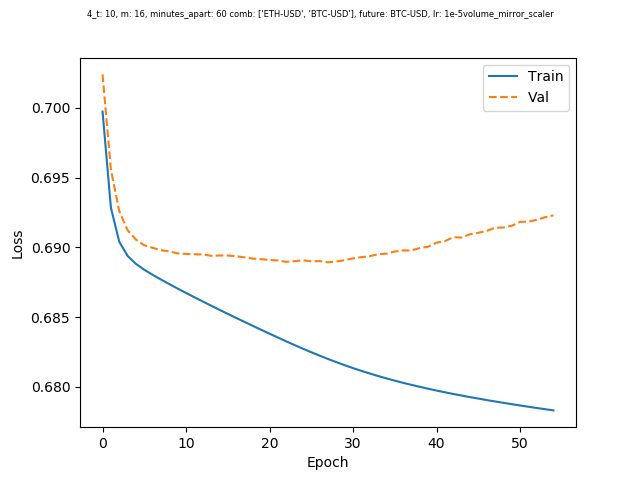 4_t: 10, m: 16, minutes_apart: 60 comb: ['ETH-USD', 'BTC-USD'], future: BTC-USD, lr: 1e-5volume_mirror_scaler
Train
Val
0.700
0.695
0.690
0.685
0.680
Loss
0 10 20 30 40 50
Epoch